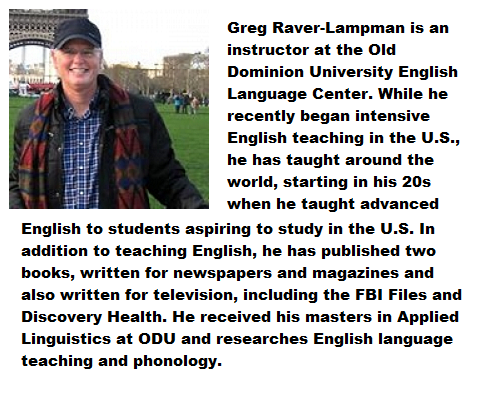 Greg Raver-Lampman is an
instructor at the Old
Dominion University English
Language Center. While he
recently began intensive
English teaching in the U.S.,
he has taught around the
world, starting in his 20s
when he taught advanced
English to students aspiring to study in the U.S. In
addition to teaching English, he has published two
books, written for newspapers and magazines and
also written for television, including the FBI Files and
Discovery Health. He received his masters in Applied
Linguistics at ODU and researches English language
teaching and phonology.